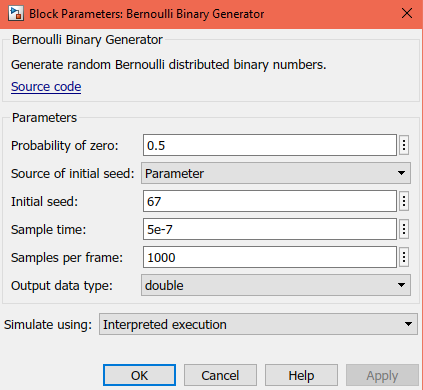 Block Parameters: Bernoulli Binary Generator
Bernoulli Binary Generator
Generate random Bernoulli distributed binary numbers.
Source code
Parameters
Probability of zero: 0.5
Source of initial seed: Parameter
Initial seed: 67
Sample time: 5e-7
Samples per frame: 1000
Output data type: double
Simulate using: Interpreted execution
OK Cancel Help Apply